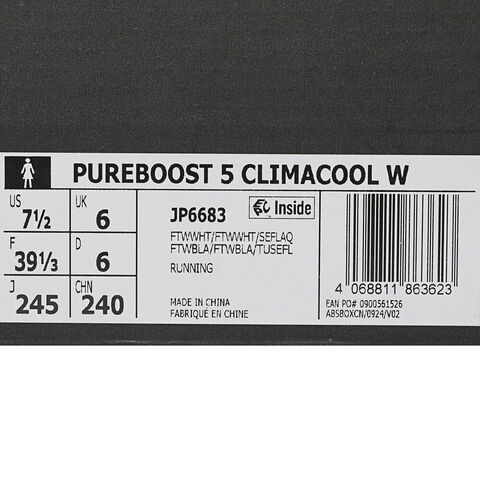 PUREBOOST 5 CLIMACOOL W
US 7½ UK 6
F 39⅓ D 6
J 245 CHN 240
JP6683 Inside
FTWWHT/FTWWHT/SEFLAQ
FTWBLA/FTWBLA/TUSEFL
RUNNING
MADE IN CHINA
FABRIQUÉ EN CHINE
4 068811 863623
EAN PO# 0900561526
ABSBOXCN/0924/V02